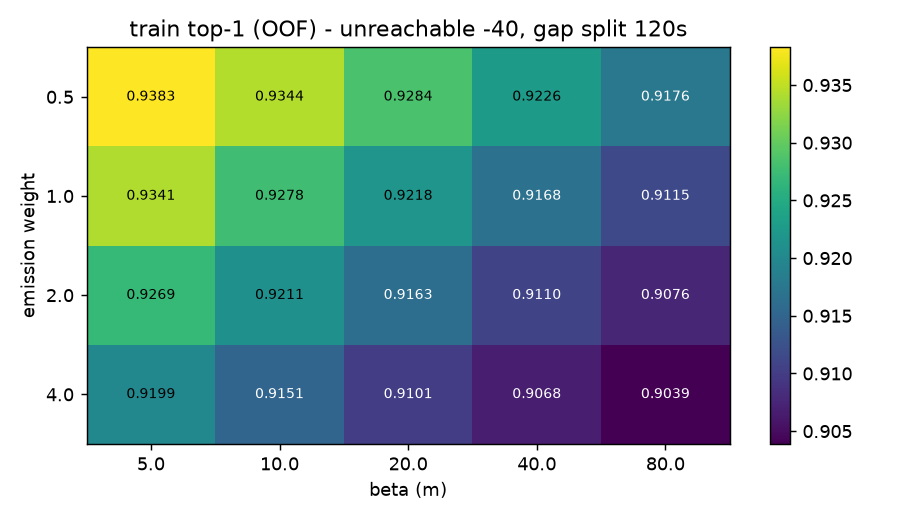 train top-1 (OOF) - unreachable -40, gap split 120s
emission weight
0.5 0.9383 0.9344 0.9284 0.9226 0.9176
1.0 0.9341 0.9278 0.9218 0.9168 0.9115
2.0 0.9269 0.9211 0.9163 0.9110 0.9076
4.0 0.9199 0.9151 0.9101 0.9068 0.9039
5.0 10.0 20.0 40.0 80.0
beta (m)
0.935
0.930
0.925
0.920
0.915
0.910
0.905